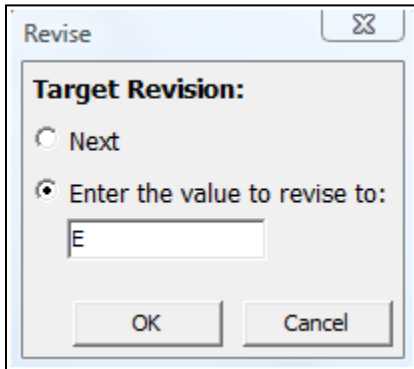 Revise
Target Revision:
Next
Enter the value to revise to:
E
OK Cancel